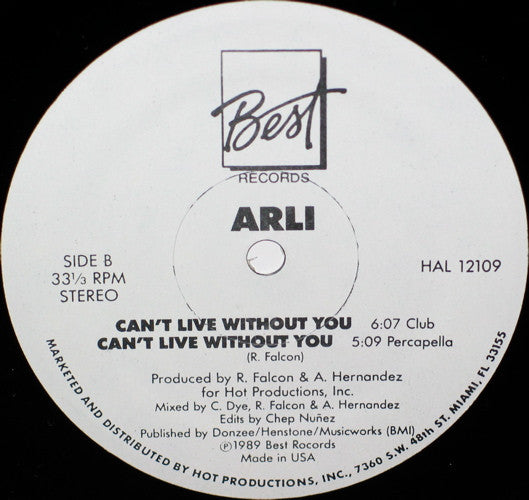 Best
RECORDS
ARLI
SIDE B
33⅓ RPM
STEREO
HAL 12109
CAN'T LIVE WITHOUT YOU 6:07 Club
CAN'T LIVE WITHOUT YOU 5:09 Percapella
(R. Falcon)
Produced by R. Falcon & A. Hernandez
for Hot Productions, Inc.
Mixed by C. Dye, R. Falcon & A. Hernandez
Edits by Chep Nuñez
Published by Donzee/Henstone/Musicworks (BMI)
℗1989 Best Rocords
Made in USA
MARKETED AND DISTRIBUTED BY HOT PRODUCTIONS, INC., 7360 S.W. 48th ST. MIAMI, FL 33155